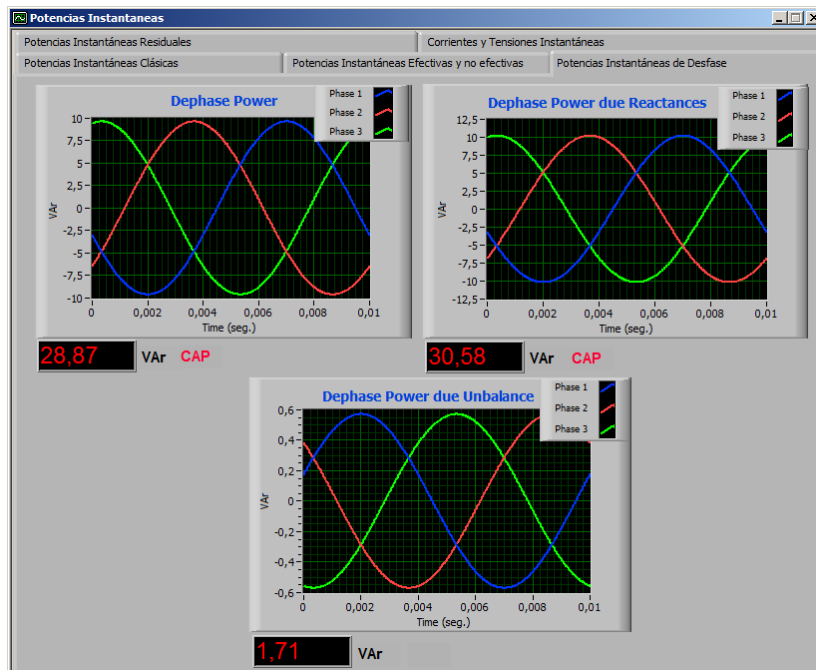 Potencias Instantaneas
Potencias Instantáneas Residuales
Corrientes y Tensiones Instantáneas
Potencias Instantáneas Clásicas
Potencias Instantáneas Efectivas y no efectivas
Potencias Instantáneas de Desfase
Dephase Power
Phase 1
Phase 2
Phase 3
10
7,5
5
2,5
0
-2,5
-5
-7,5
-10
VAr
0 0,002 0,004 0,006 0,008 0,01
Time (seg.)
28,87 VAr CAP
Dephase Power due Reactances
Phase 1
Phase 2
Phase 3
12,5
10
7,5
5
2,5
0
-2,5
-5
-7,5
-10
-12,5
VAr
0 0,002 0,004 0,006 0,008 0,01
Time (seg.)
30,58 VAr CAP
Dephase Power due Unbalance
Phase 1
Phase 2
Phase 3
0,6
0,4
0,2
0
-0,2
-0,4
-0,6
VAr
0 0,002 0,004 0,006 0,008 0,01
Time (seg.)
1,71 VAr